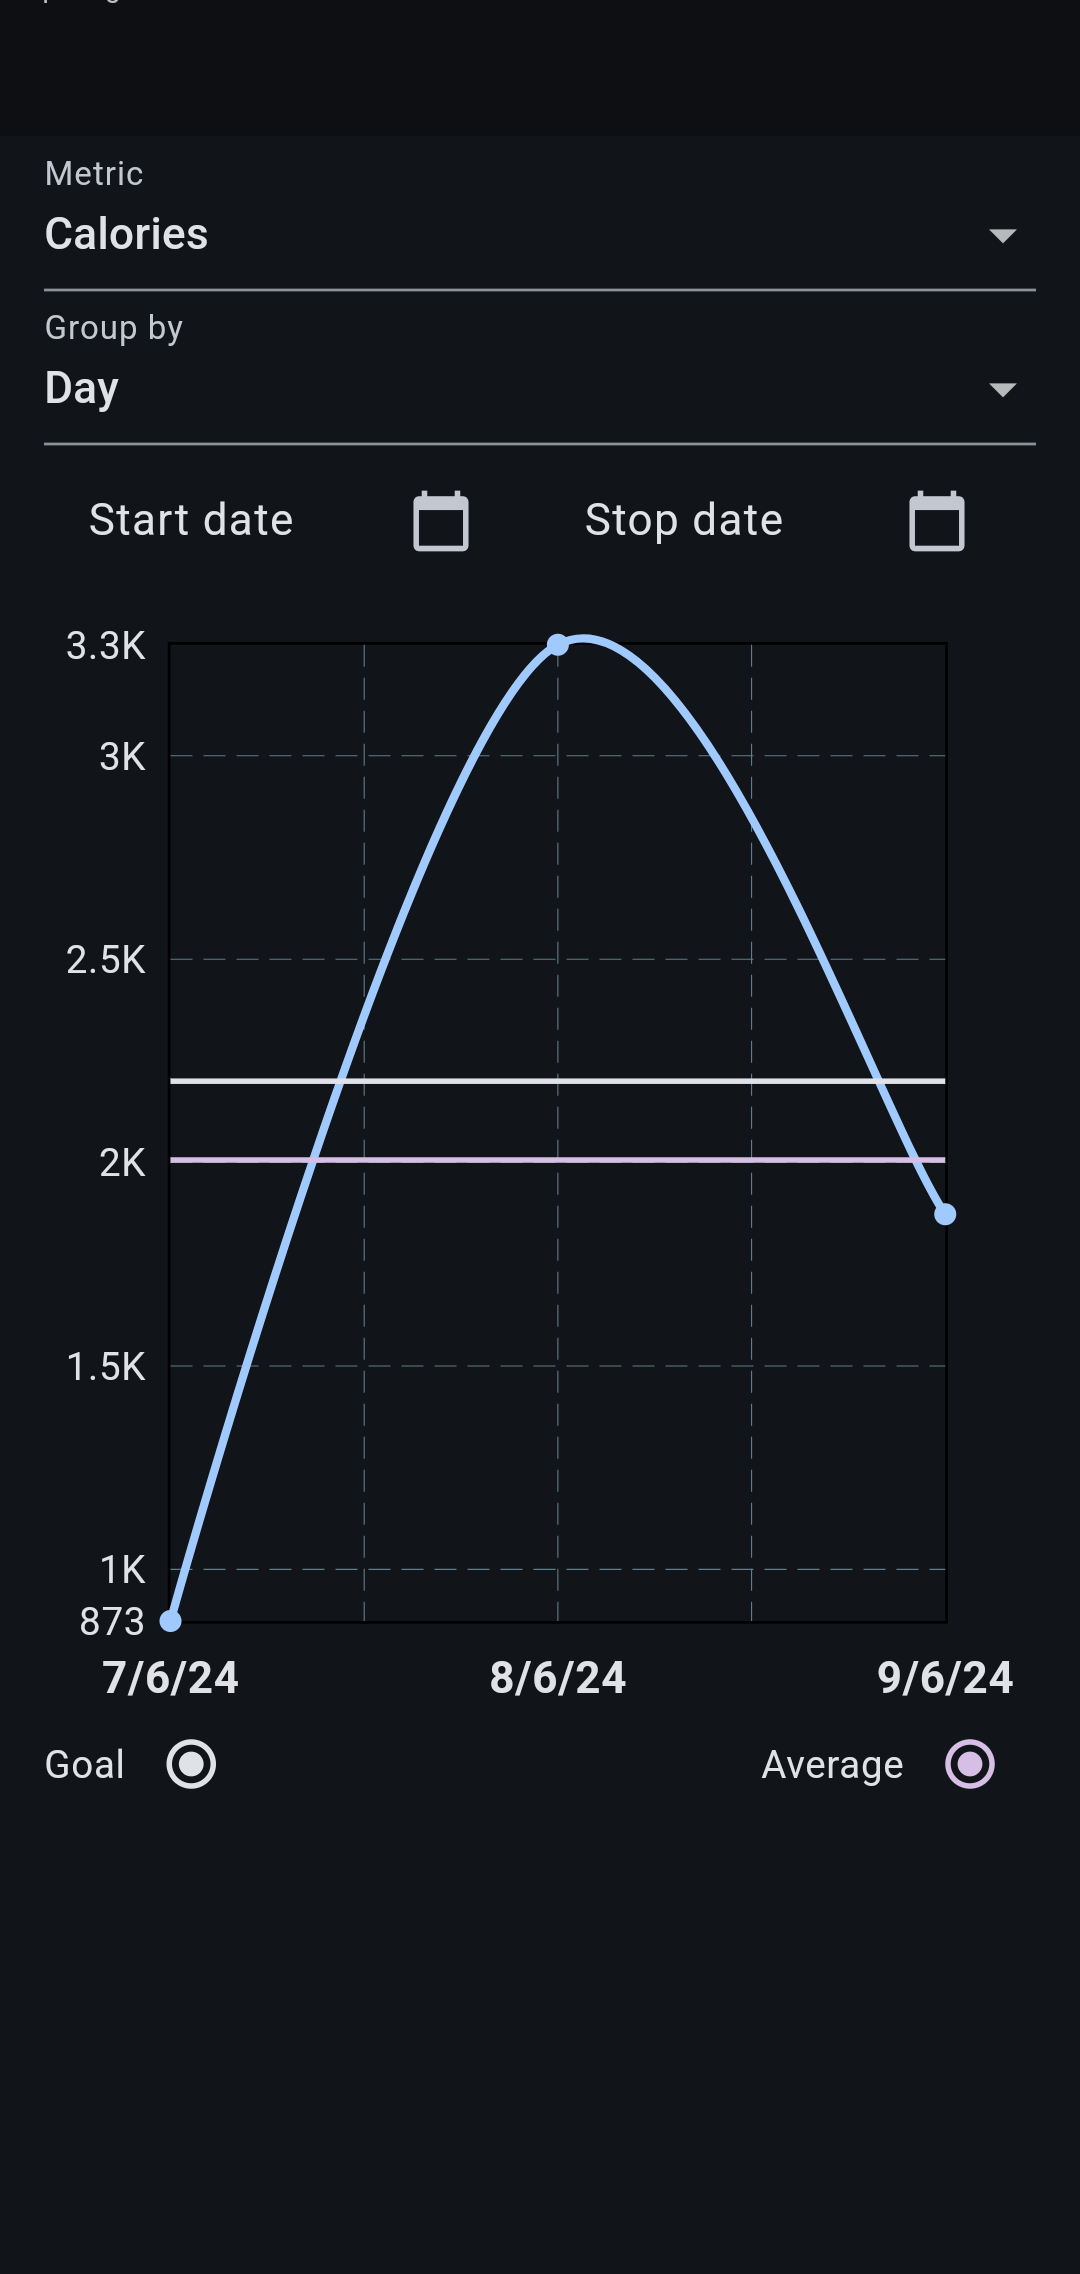 Metric
Calories
Group by
Day
Start date
Stop date
3.3K
3K
2.5K
2K
1.5K
1K
873
7/6/24
8/6/24
9/6/24
Goal
Average